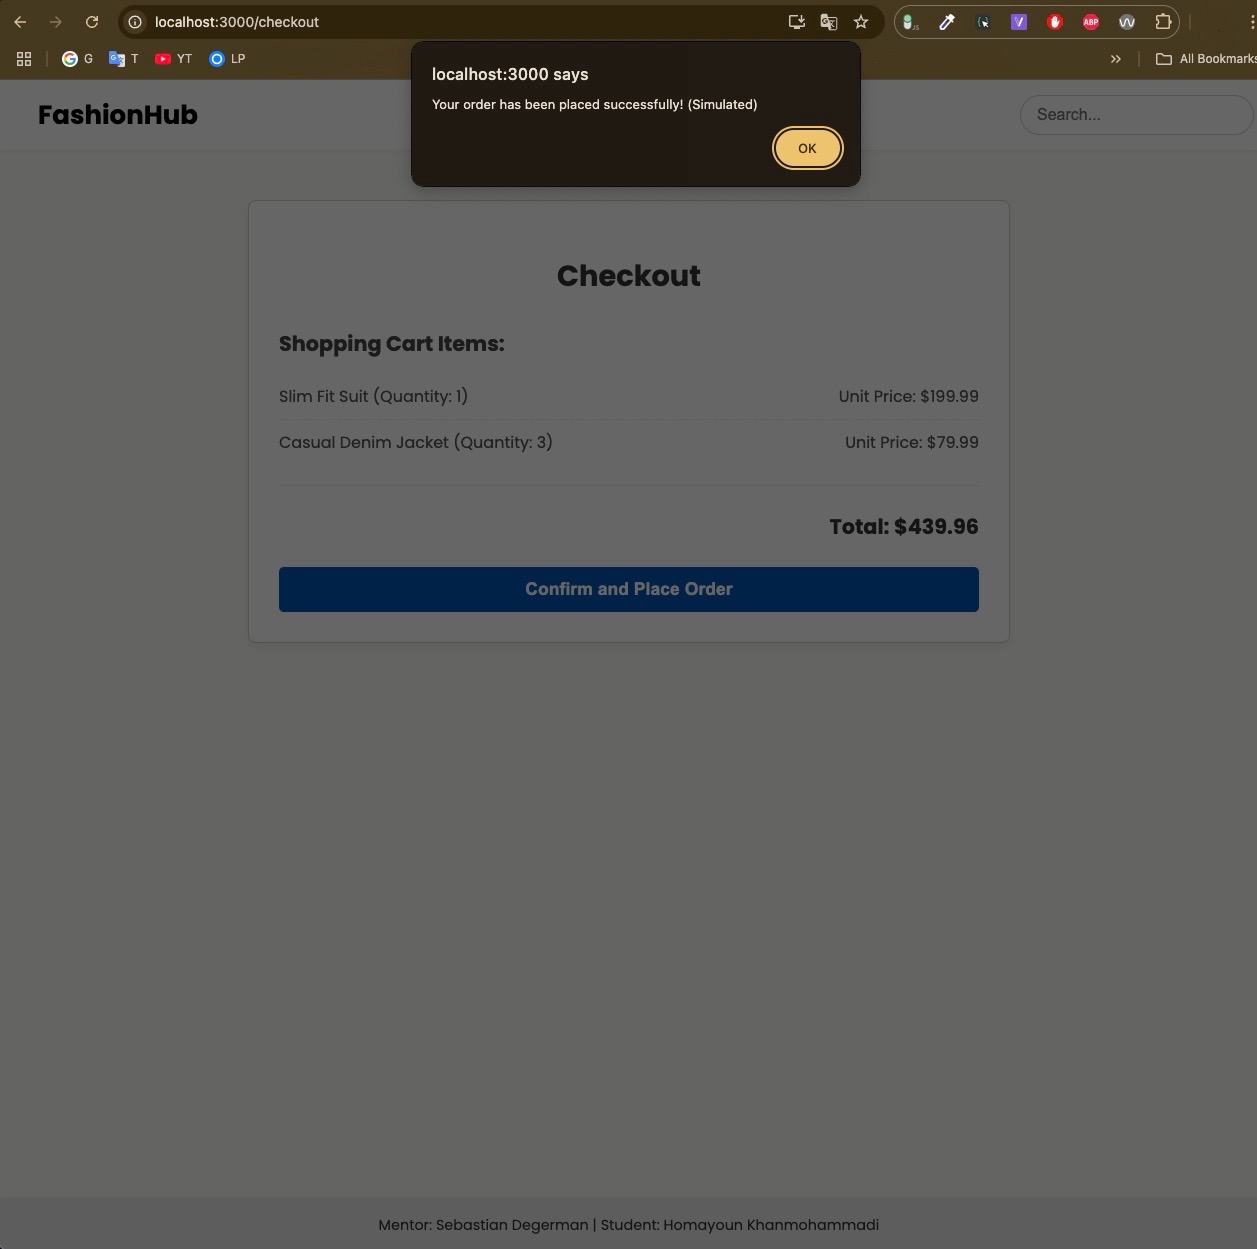 localhost:3000/checkout
G T YT LP
All Bookmarks
localhost:3000 says
Your order has been placed successfully! (Simulated)
OK
FashionHub
Search...
Checkout
Shopping Cart Items:
Slim Fit Suit (Quantity: 1) Unit Price: $199.99
Casual Denim Jacket (Quantity: 3) Unit Price: $79.99
Total: $439.96
Confirm and Place Order
Mentor: Sebastian Degerman | Student: Homayoun Khanmohammadi